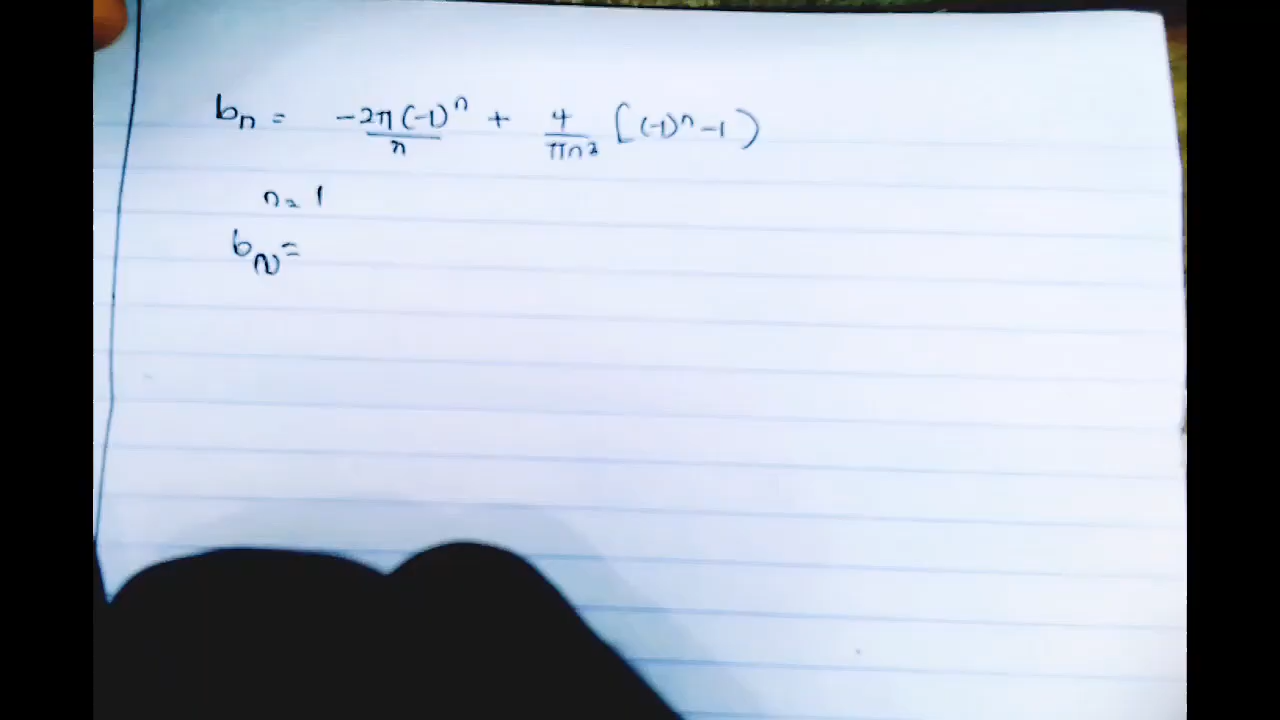 bn = -2π(-1)^n/n + 4/πn² [(-1)^n -1)
n = 1
bn =